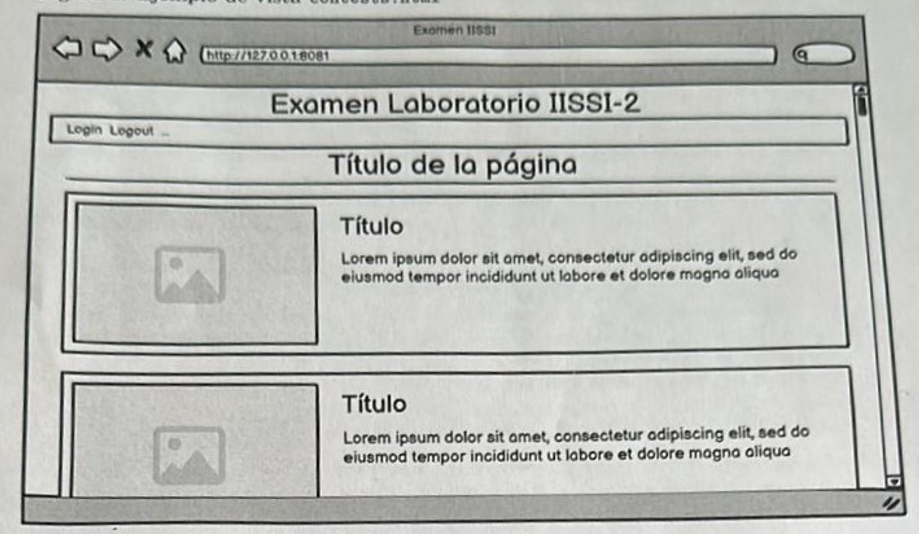 Examen IISSI
http://127.0.0.1:8081
Examen Laboratorio IISSI-2
Login Logout ...
Título de la página
Título
Lorem ipsum dolor sit amet, consectetur adipiscing elit, sed do
eiusmod tempor incididunt ut labore et dolore magna aliqua
Título
Lorem ipsum dolor sit amet, consectetur adipiscing elit, sed do
eiusmod tempor incididunt ut labore et dolore magna aliqua